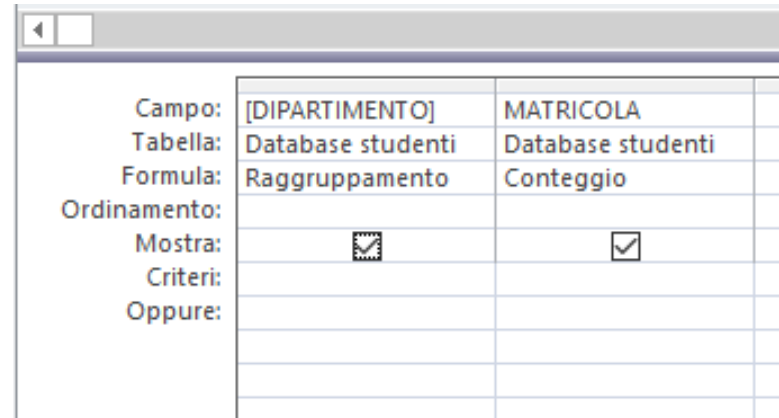 Campo: [DIPARTIMENTO] MATRICOLA
Tabella: Database studenti Database studenti
Formula: Raggruppamento Conteggio
Ordinamento:
Mostra:
Criteri:
Oppure: